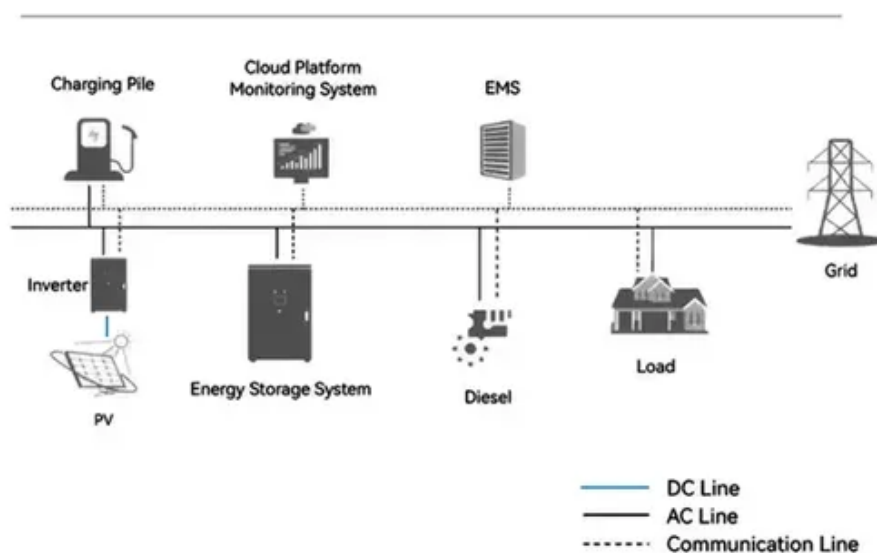 Charging Pile
Cloud Platform
Monitoring System
EMS
Inverter
Grid
Energy Storage System
Load
Diesel
PV
DC Line
AC Line
Communication Line